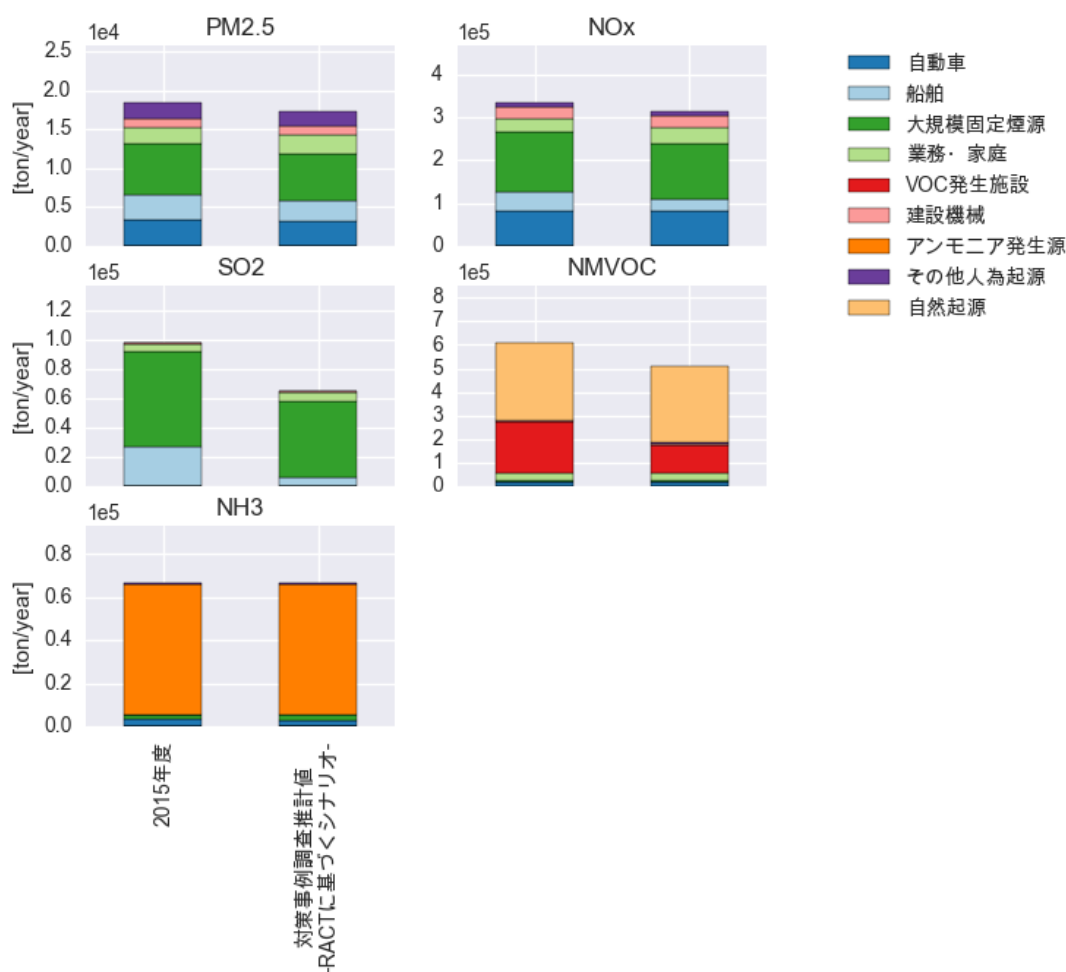 PM2.5
1e4
2.5
2.0
1.5
1.0
0.5
0.0
[ton/year]
NOx
1e5
4
3
2
1
0
自動車
船舶
大規模固定煙源
業務・家庭
VOC発生施設
建設機械
アンモニア発生源
その他人為起源
自然起源
SO2
1e5
1.2
1.0
0.8
0.6
0.4
0.2
0.0
[ton/year]
NMVOC
1e5
8
7
6
5
4
3
2
1
0
NH3
1e5
0.8
0.6
0.4
0.2
0.0
[ton/year]
2015年度
対策事例調査推計値
-RACTに基づくシナリオ-